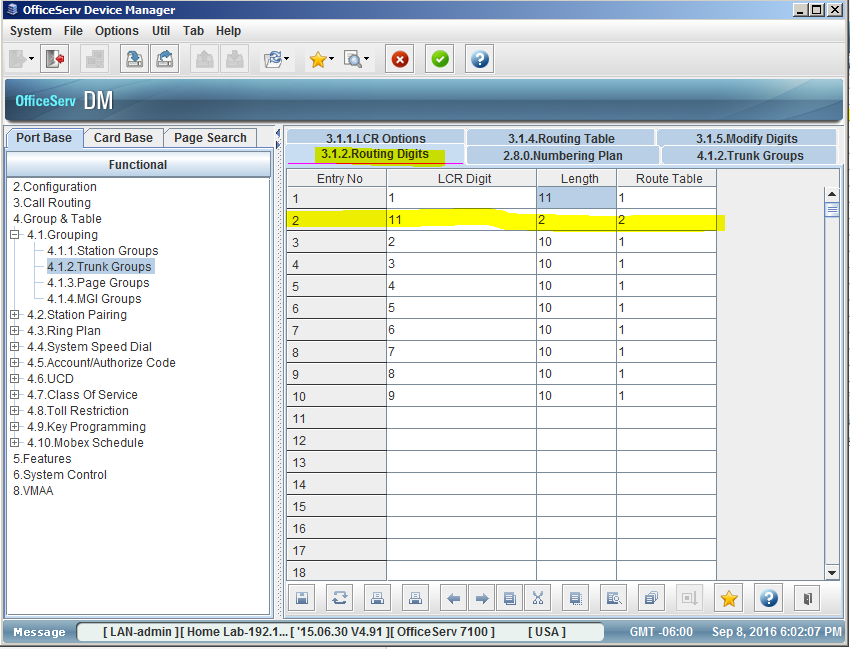 OfficeServ Device Manager
System File Options Util Tab Help
OfficeServ DM
Port Base Card Base Page Search
Functional
2.Configuration
3.Call Routing
4.Group & Table
4.1.Grouping
4.1.1.Station Groups
4.1.2.Trunk Groups
4.1.3.Page Groups
4.1.4.MGI Groups
4.2.Station Pairing
4.3.Ring Plan
4.4.System Speed Dial
4.5.Account/Authorize Code
4.6.UCD
4.7.Class Of Service
4.8.Toll Restriction
4.9.Key Programming
4.10.Mobex Schedule
5.Features
6.System Control
8.VMAA
3.1.1.LCR Options 3.1.4.Routing Table 3.1.5.Modify Digits
3.1.2.Routing Digits 2.8.0.Numbering Plan 4.1.2.Trunk Groups
Entry No LCR Digit Length Route Table
1 1 11 1
2 11 2 2
3 2 10 1
4 3 10 1
5 4 10 1
6 5 10 1
7 6 10 1
8 7 10 1
9 8 10 1
10 9 10 1
11
12
13
14
15
16
17
18
Message [ LAN-admin ][ Home Lab-192.1...[ '15.06.30 V4.91 ][ OfficeServ 7100 ] [ USA ] GMT -06:00 Sep 8, 2016 6:02:07 PM